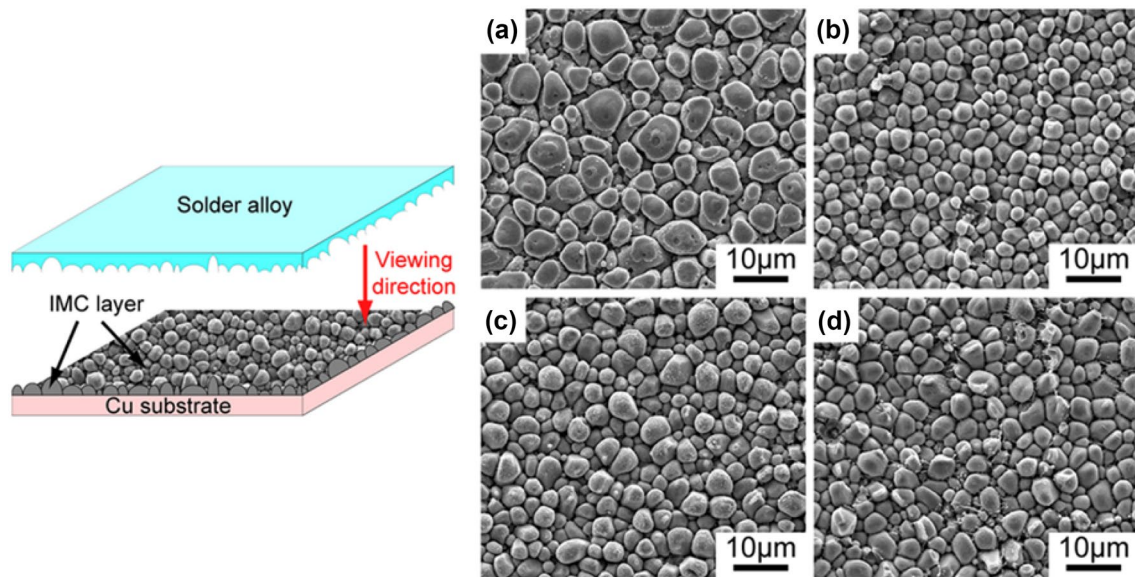 Solder alloy
Viewing
direction
IMC layer
Cu substrate
(a)
10μm
(b)
10μm
(c)
10μm
(d)
10μm